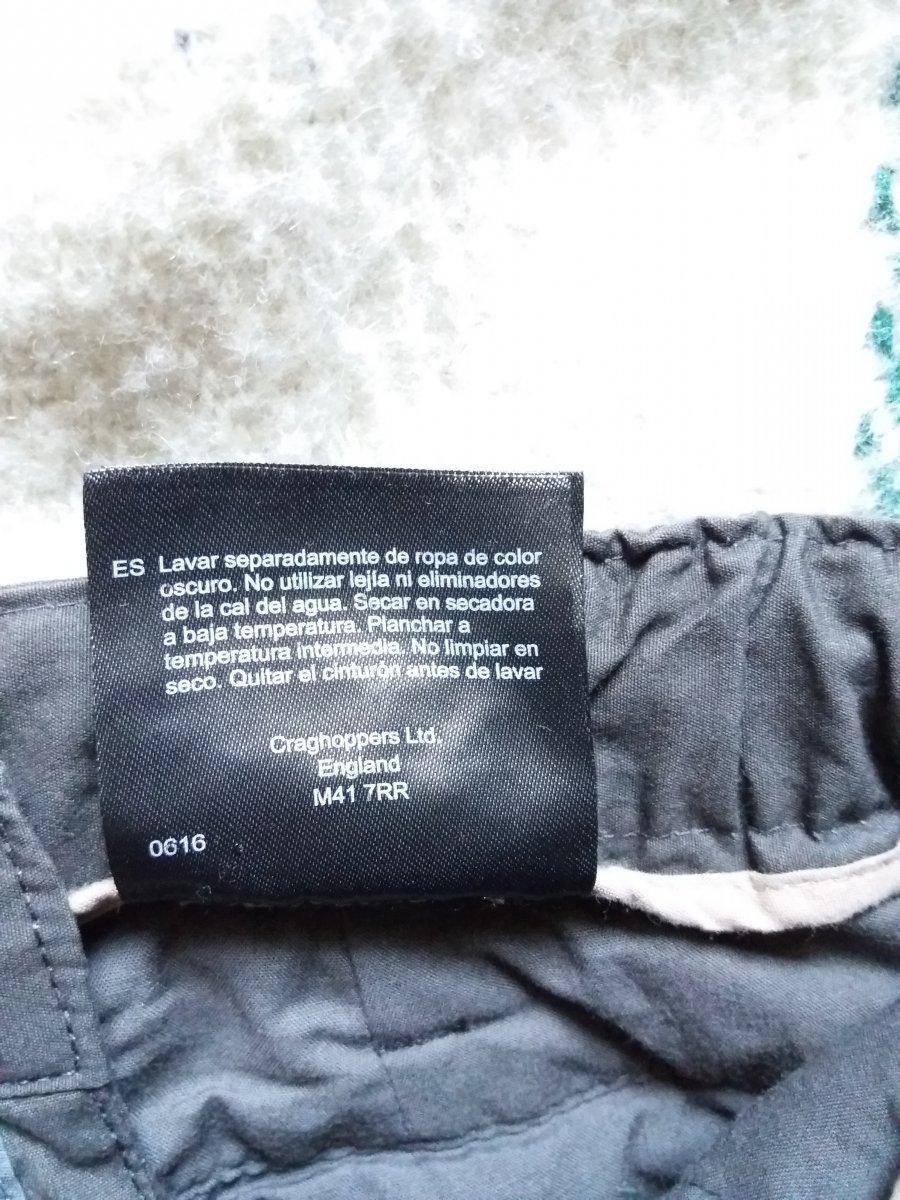 ES Lavar separadamente de ropa de color
oscuro. No utilizar lejía ni eliminadores
de la cal del agua. Secar en secadora
a baja temperatura. Planchar a
temperatura intermedia. No limpiar en
seco. Quitar el cinturón antes de lavar
Craghoppers Ltd.
England
M41 7RR
0616